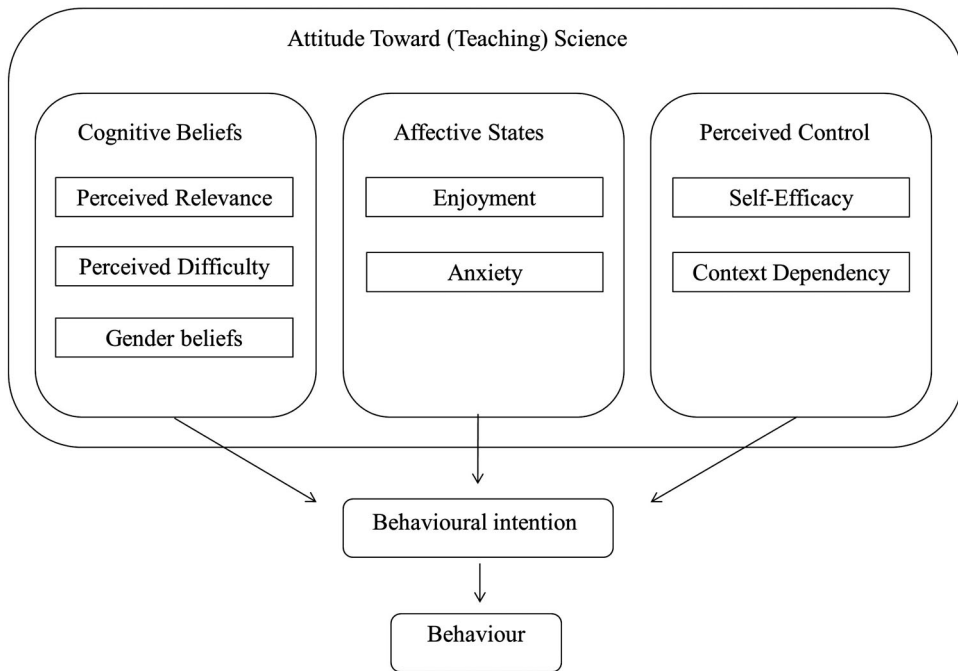 Attitude Toward (Teaching) Science
Cognitive Beliefs
Perceived Relevance
Perceived Difficulty
Gender beliefs
Affective States
Enjoyment
Anxiety
Perceived Control
Self-Efficacy
Context Dependency
Behavioural intention
Behaviour